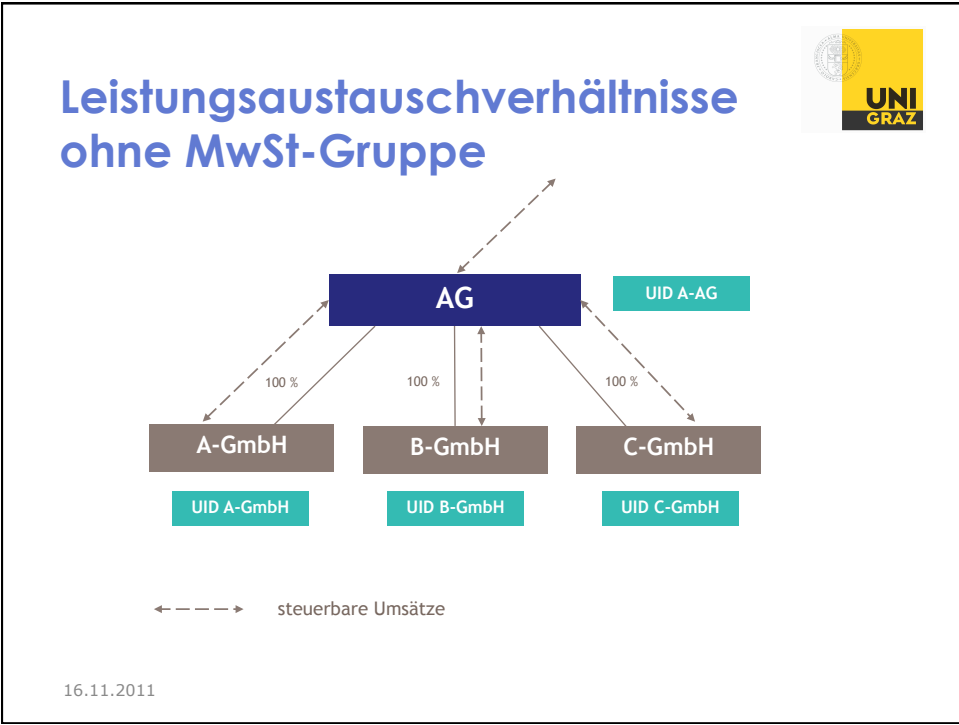 Leistungsaustauschverhältnisse
ohne MwSt-Gruppe
UNI
GRAZ
AG
UID A-AG
100 %
100 %
100 %
A-GmbH
B-GmbH
C-GmbH
UID A-GmbH
UID B-GmbH
UID C-GmbH
steuerbare Umsätze
16.11.2011